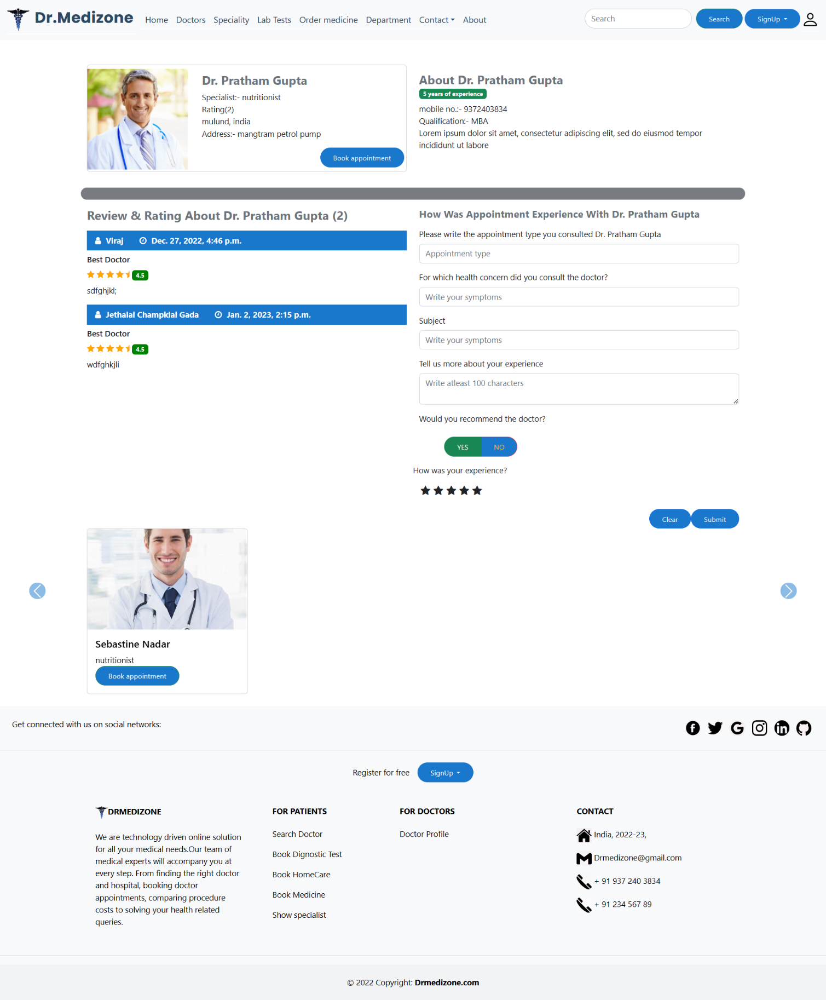 Dr.Medizone
Home Doctors Speciality Lab Tests Order medicine Department Contact About
Search
Search
SignUp
Dr. Pratham Gupta
Specialist:- nutritionist
Rating(2)
mulund, india
Address:- mangtram petrol pump
Book appointment
About Dr. Pratham Gupta
5 years of experience
mobile no.:- 9372403834
Qualification:- MBA
Lorem ipsum dolor sit amet, consectetur adipiscing elit, sed do eiusmod tempor
incididunt ut labore
Review & Rating About Dr. Pratham Gupta (2)
Viraj Dec. 27, 2022, 4:46 p.m.
Best Doctor
4.5
sdfghjkl;
Jethalal Champklal Gada Jan. 2, 2023, 2:15 p.m.
Best Doctor
4.5
wdfghkjli
How Was Appointment Experience With Dr. Pratham Gupta
Please write the appointment type you consulted Dr. Pratham Gupta
Appointment type
For which health concern did you consult the doctor?
Write your symptoms
Subject
Write your symptoms
Tell us more about your experience
Write atleast 100 characters
Would you recommend the doctor?
YES NO
How was your experience?
Clear Submit
Sebastine Nadar
nutritionist
Book appointment
Get connected with us on social networks:
Register for free SignUp
DRMEDIZONE
We are technology driven online solution
for all your medical needs.Our team of
medical experts will accompany you at
every step. From finding the right doctor
and hospital, booking doctor
appointments, comparing procedure
costs to solving your health related
queries.
FOR PATIENTS
Search Doctor
Book Dignostic Test
Book HomeCare
Book Medicine
Show specialist
FOR DOCTORS
Doctor Profile
CONTACT
India, 2022-23,
Drmedizone@gmail.com
+ 91 937 240 3834
+ 91 234 567 89
© 2022 Copyright: Drmedizone.com